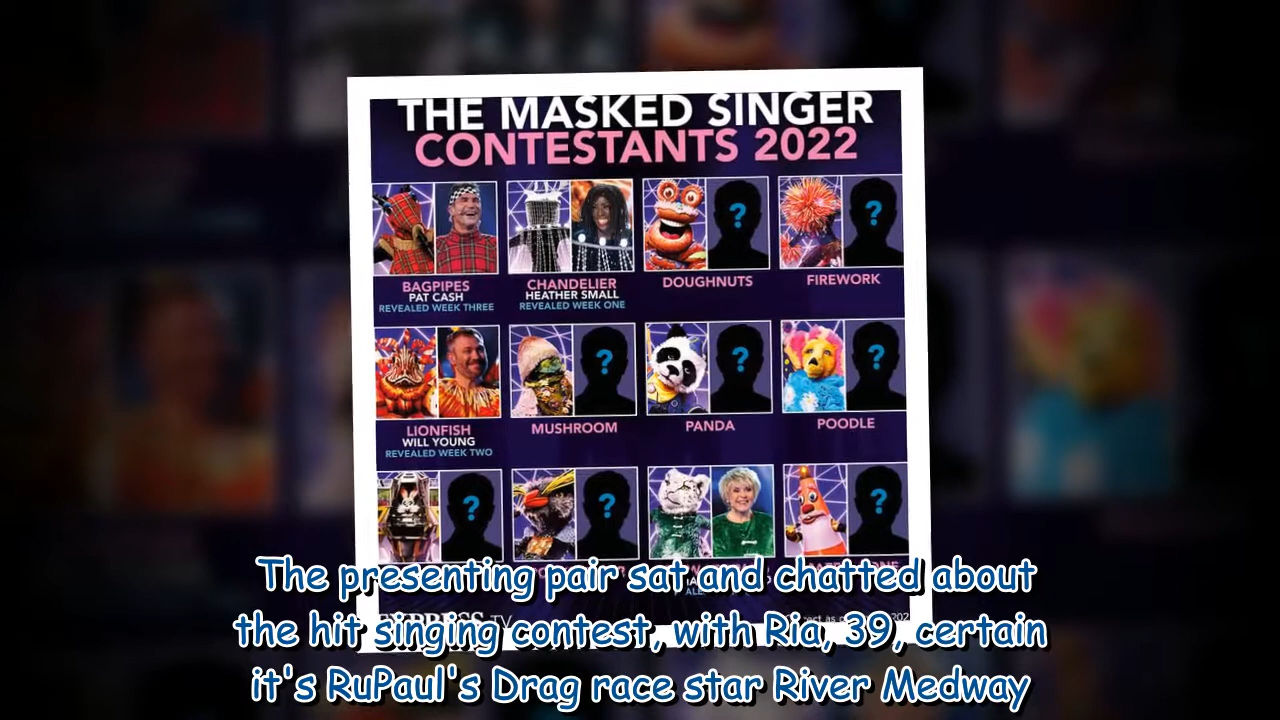 THE MASKED SINGER
CONTESTANTS 2022
BAGPIPES
PAT CASH
REVEALED WEEK THREE
CHANDELIER
HEATHER SMALL
REVEALED WEEK ONE
DOUGHNUTS
?
FIREWORK
?
LIONFISH
WILL YOUNG
REVEALED WEEK TWO
MUSHROOM
?
PANDA
?
POODLE
?
?
?
?
The presenting pair sat and chatted about
the hit singing contest, with Ria, 39, certain
it's RuPaul's Drag race star River Medway
EXPRESS TV